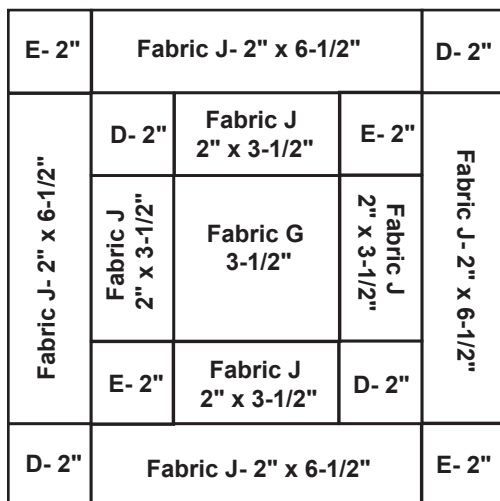 E- 2"
Fabric J- 2" x 6-1/2"
D- 2"
Fabric J- 2" x 6-1/2"
D- 2"
Fabric J
2" x 3-1/2"
E- 2"
Fabric J- 2" x 6-1/2"
Fabric J
2" x 3-1/2"
Fabric G
3-1/2"
Fabric J
2" x 3-1/2"
E- 2"
Fabric J
2" x 3-1/2"
D- 2"
D- 2"
Fabric J- 2" x 6-1/2"
E- 2"